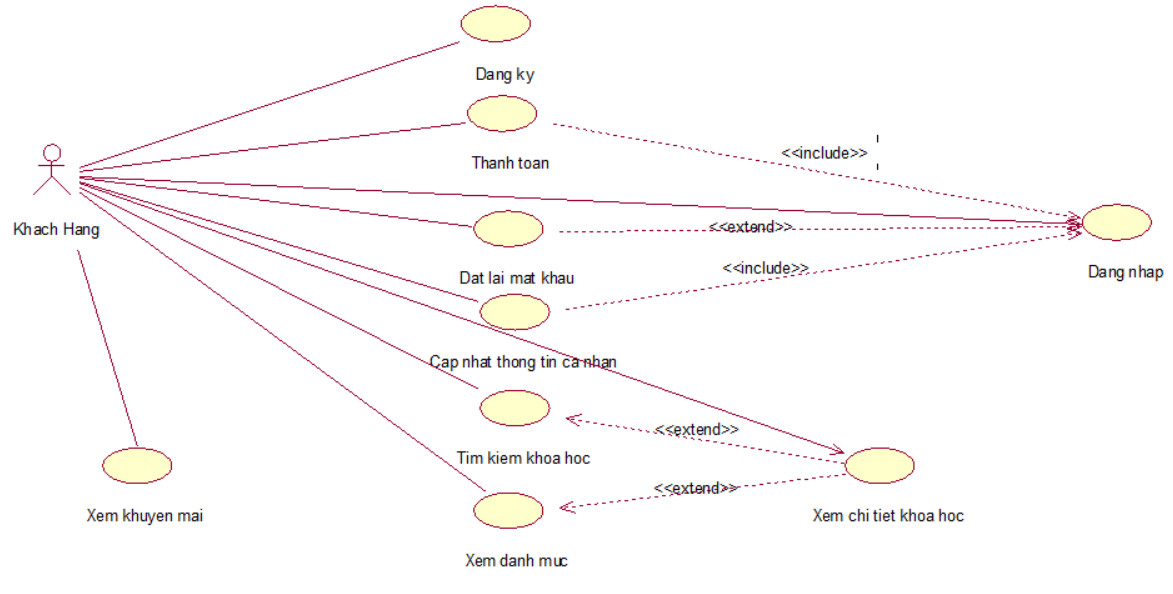 Dang ky
<<include>>
Thanh toan
Khach Hang
<<extend>>
<<include>>
Dat lai mat khau
Dang nhap
Cap nhat thong tin ca nhan
<<extend>>
Tim kiem khoa hoc
<<extend>>
Xem khuyen mai
Xem chi tiet khoa hoc
Xem danh muc